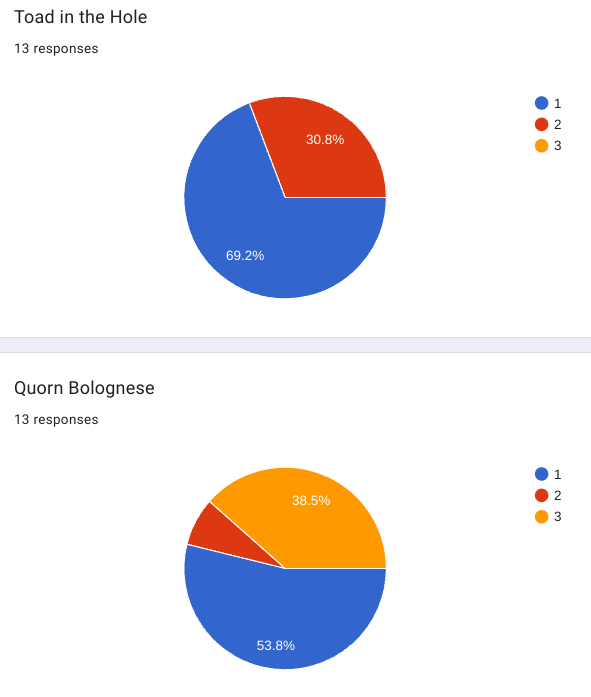 Toad in the Hole
13 responses
1
2
3
30.8%
69.2%
Quorn Bolognese
13 responses
1
2
3
38.5%
53.8%